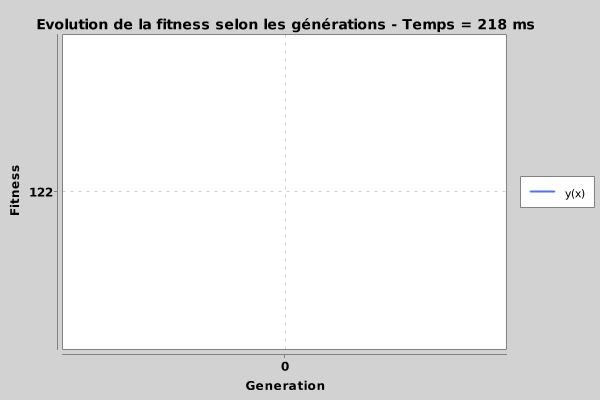 Evolution de la fitness selon les générations - Temps = 218 ms
Fitness
122
y(x)
0
Generation